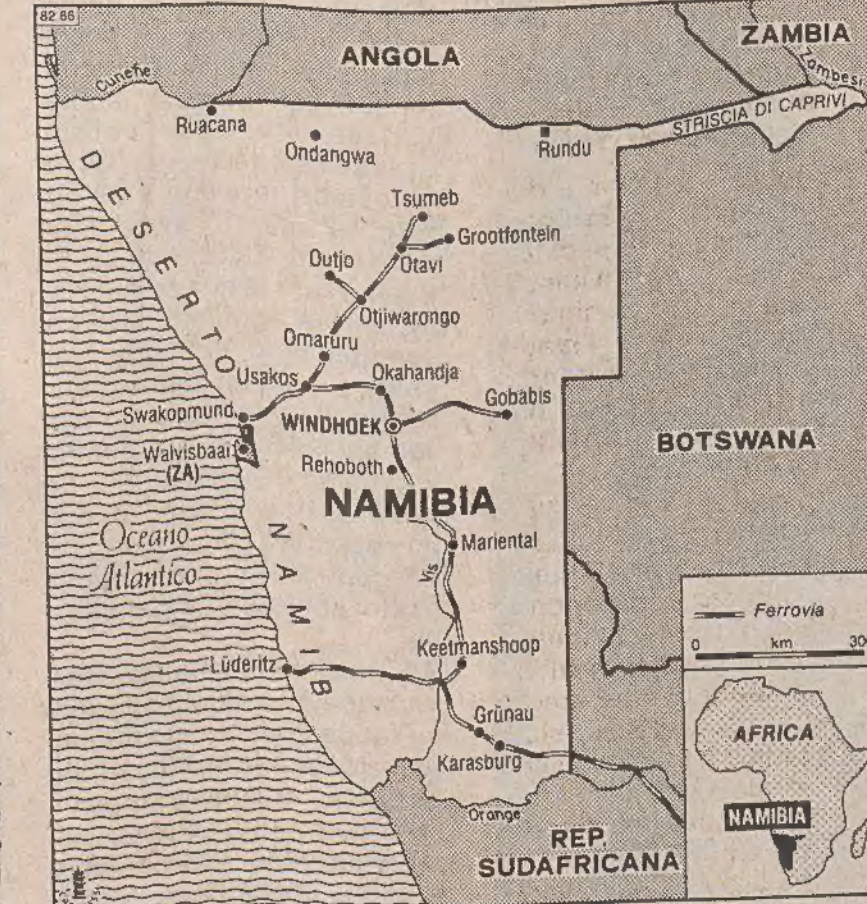 82 86
ANGOLA
ZAMBIA
Cunene
Zambesi
STRISCIA DI CAPRIVI
Ruacana
Ondangwa
Rundu
DESERTO
Tsumeb
Grootfontein
Otavi
Outjo
Otjiwarongo
Omaruru
Usakos
Okahandja
Gobabis
Swakopmund
WINDHOEK
Walvisbaai
(ZA)
Rehoboth
BOTSWANA
NAMIBIA
Oceano
Atlantico
NAMIB
Mariental
Vis
Ferrovia
0 km 30
Keetmanshoop
Lüderitz
Grünau
Karasburg
AFRICA
NAMIBIA
Orange
REP.
SUDAFRICANA